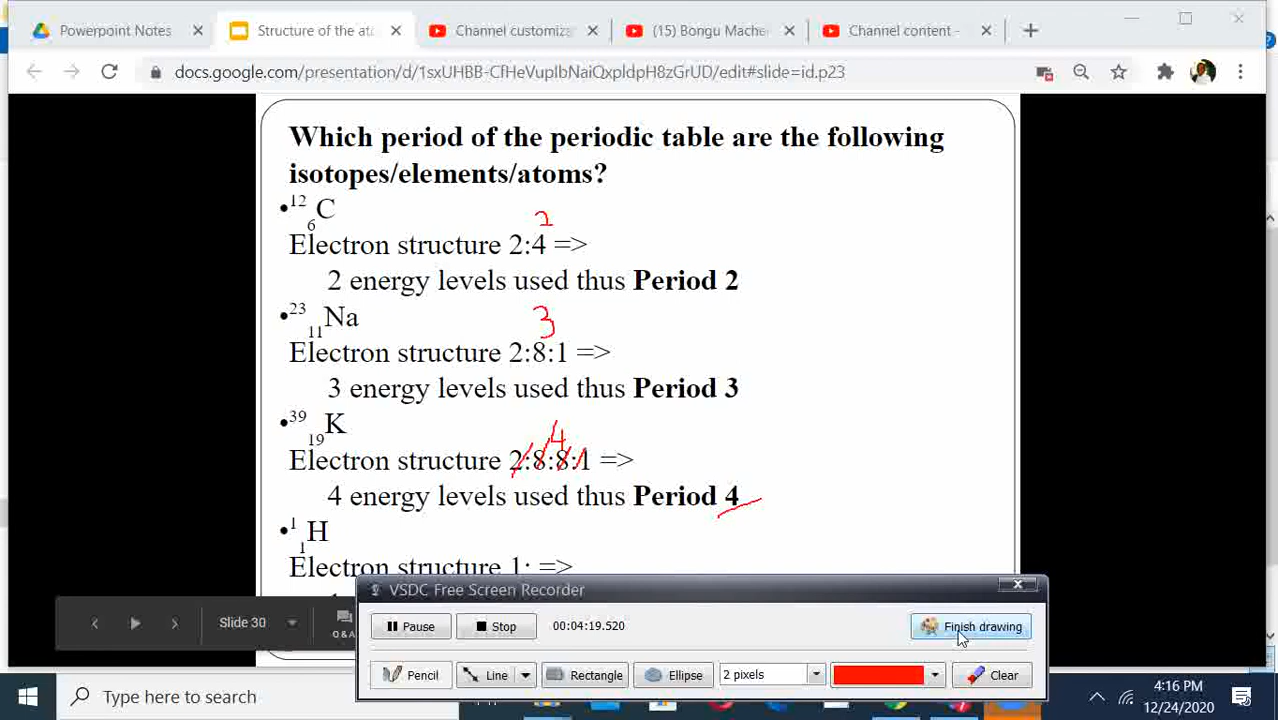 Powerpoint Notes
Structure of the ato
Channel customiz
(15) Bongu Mache
Channel content -
docs.google.com/presentation/d/1sxUHBB-CfHeVupIbNaiQxpldpH8zGrUD/edit#slide=id.p23
Which period of the periodic table are the following
isotopes/elements/atoms?
•¹²₆C
2
Electron structure 2:4 =>
2 energy levels used thus Period 2
•²³₁₁Na
3
Electron structure 2:8:1 =>
3 energy levels used thus Period 3
•³⁹₁₉K
4
Electron structure 2:8:8:1 =>
4 energy levels used thus Period 4
•¹₁H
Electron structure 1: =>
VSDC Free Screen Recorder
Pause
Stop
00:04:19.520
Finish drawing
Slide 30
Q&A
Pencil
Line
Rectangle
Ellipse
2 pixels
Clear
Type here to search
4:16 PM
12/24/2020